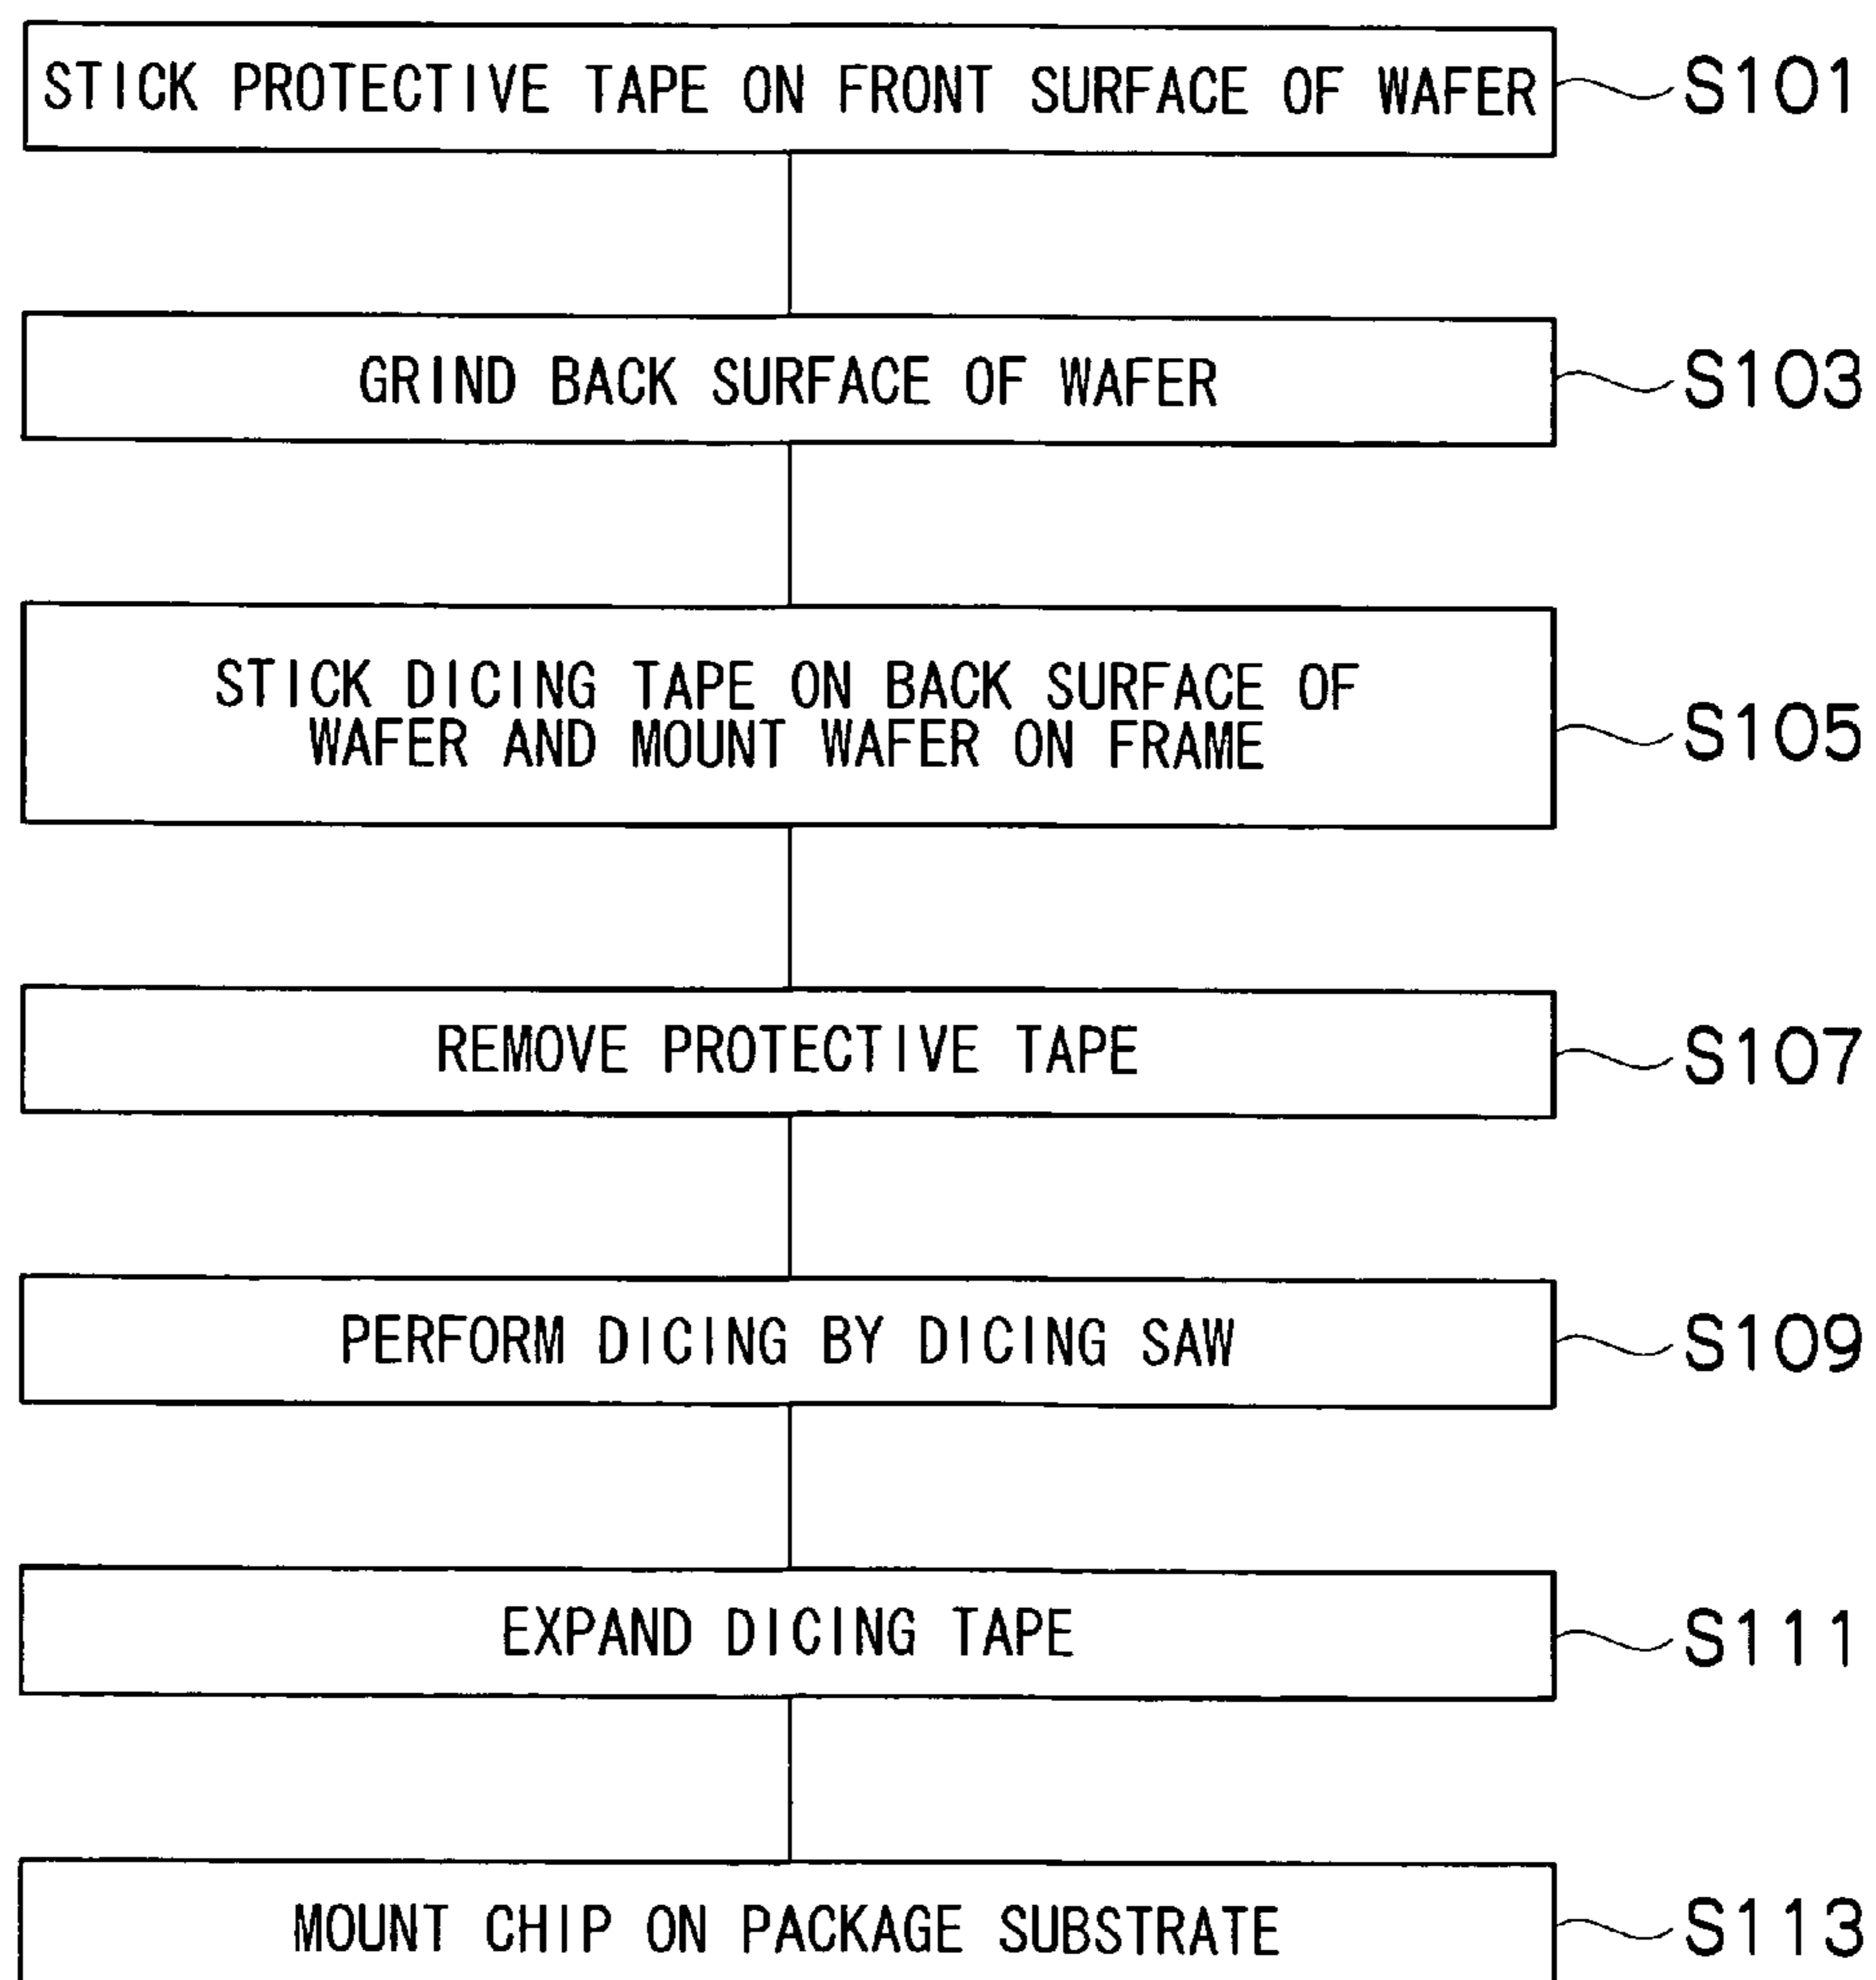 STICK PROTECTIVE TAPE ON FRONT SURFACE OF WAFER S101
GRIND BACK SURFACE OF WAFER S103
STICK DICING TAPE ON BACK SURFACE OF
WAFER AND MOUNT WAFER ON FRAME S105
REMOVE PROTECTIVE TAPE S107
PERFORM DICING BY DICING SAW S109
EXPAND DICING TAPE S111
MOUNT CHIP ON PACKAGE SUBSTRATE S113